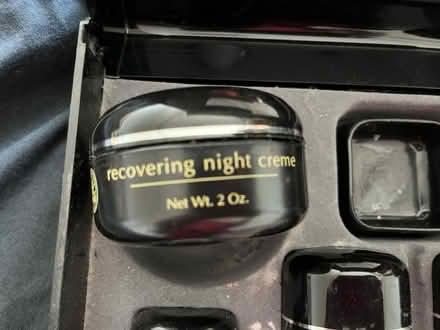 recovering night creme
Net Wt. 2 Oz.